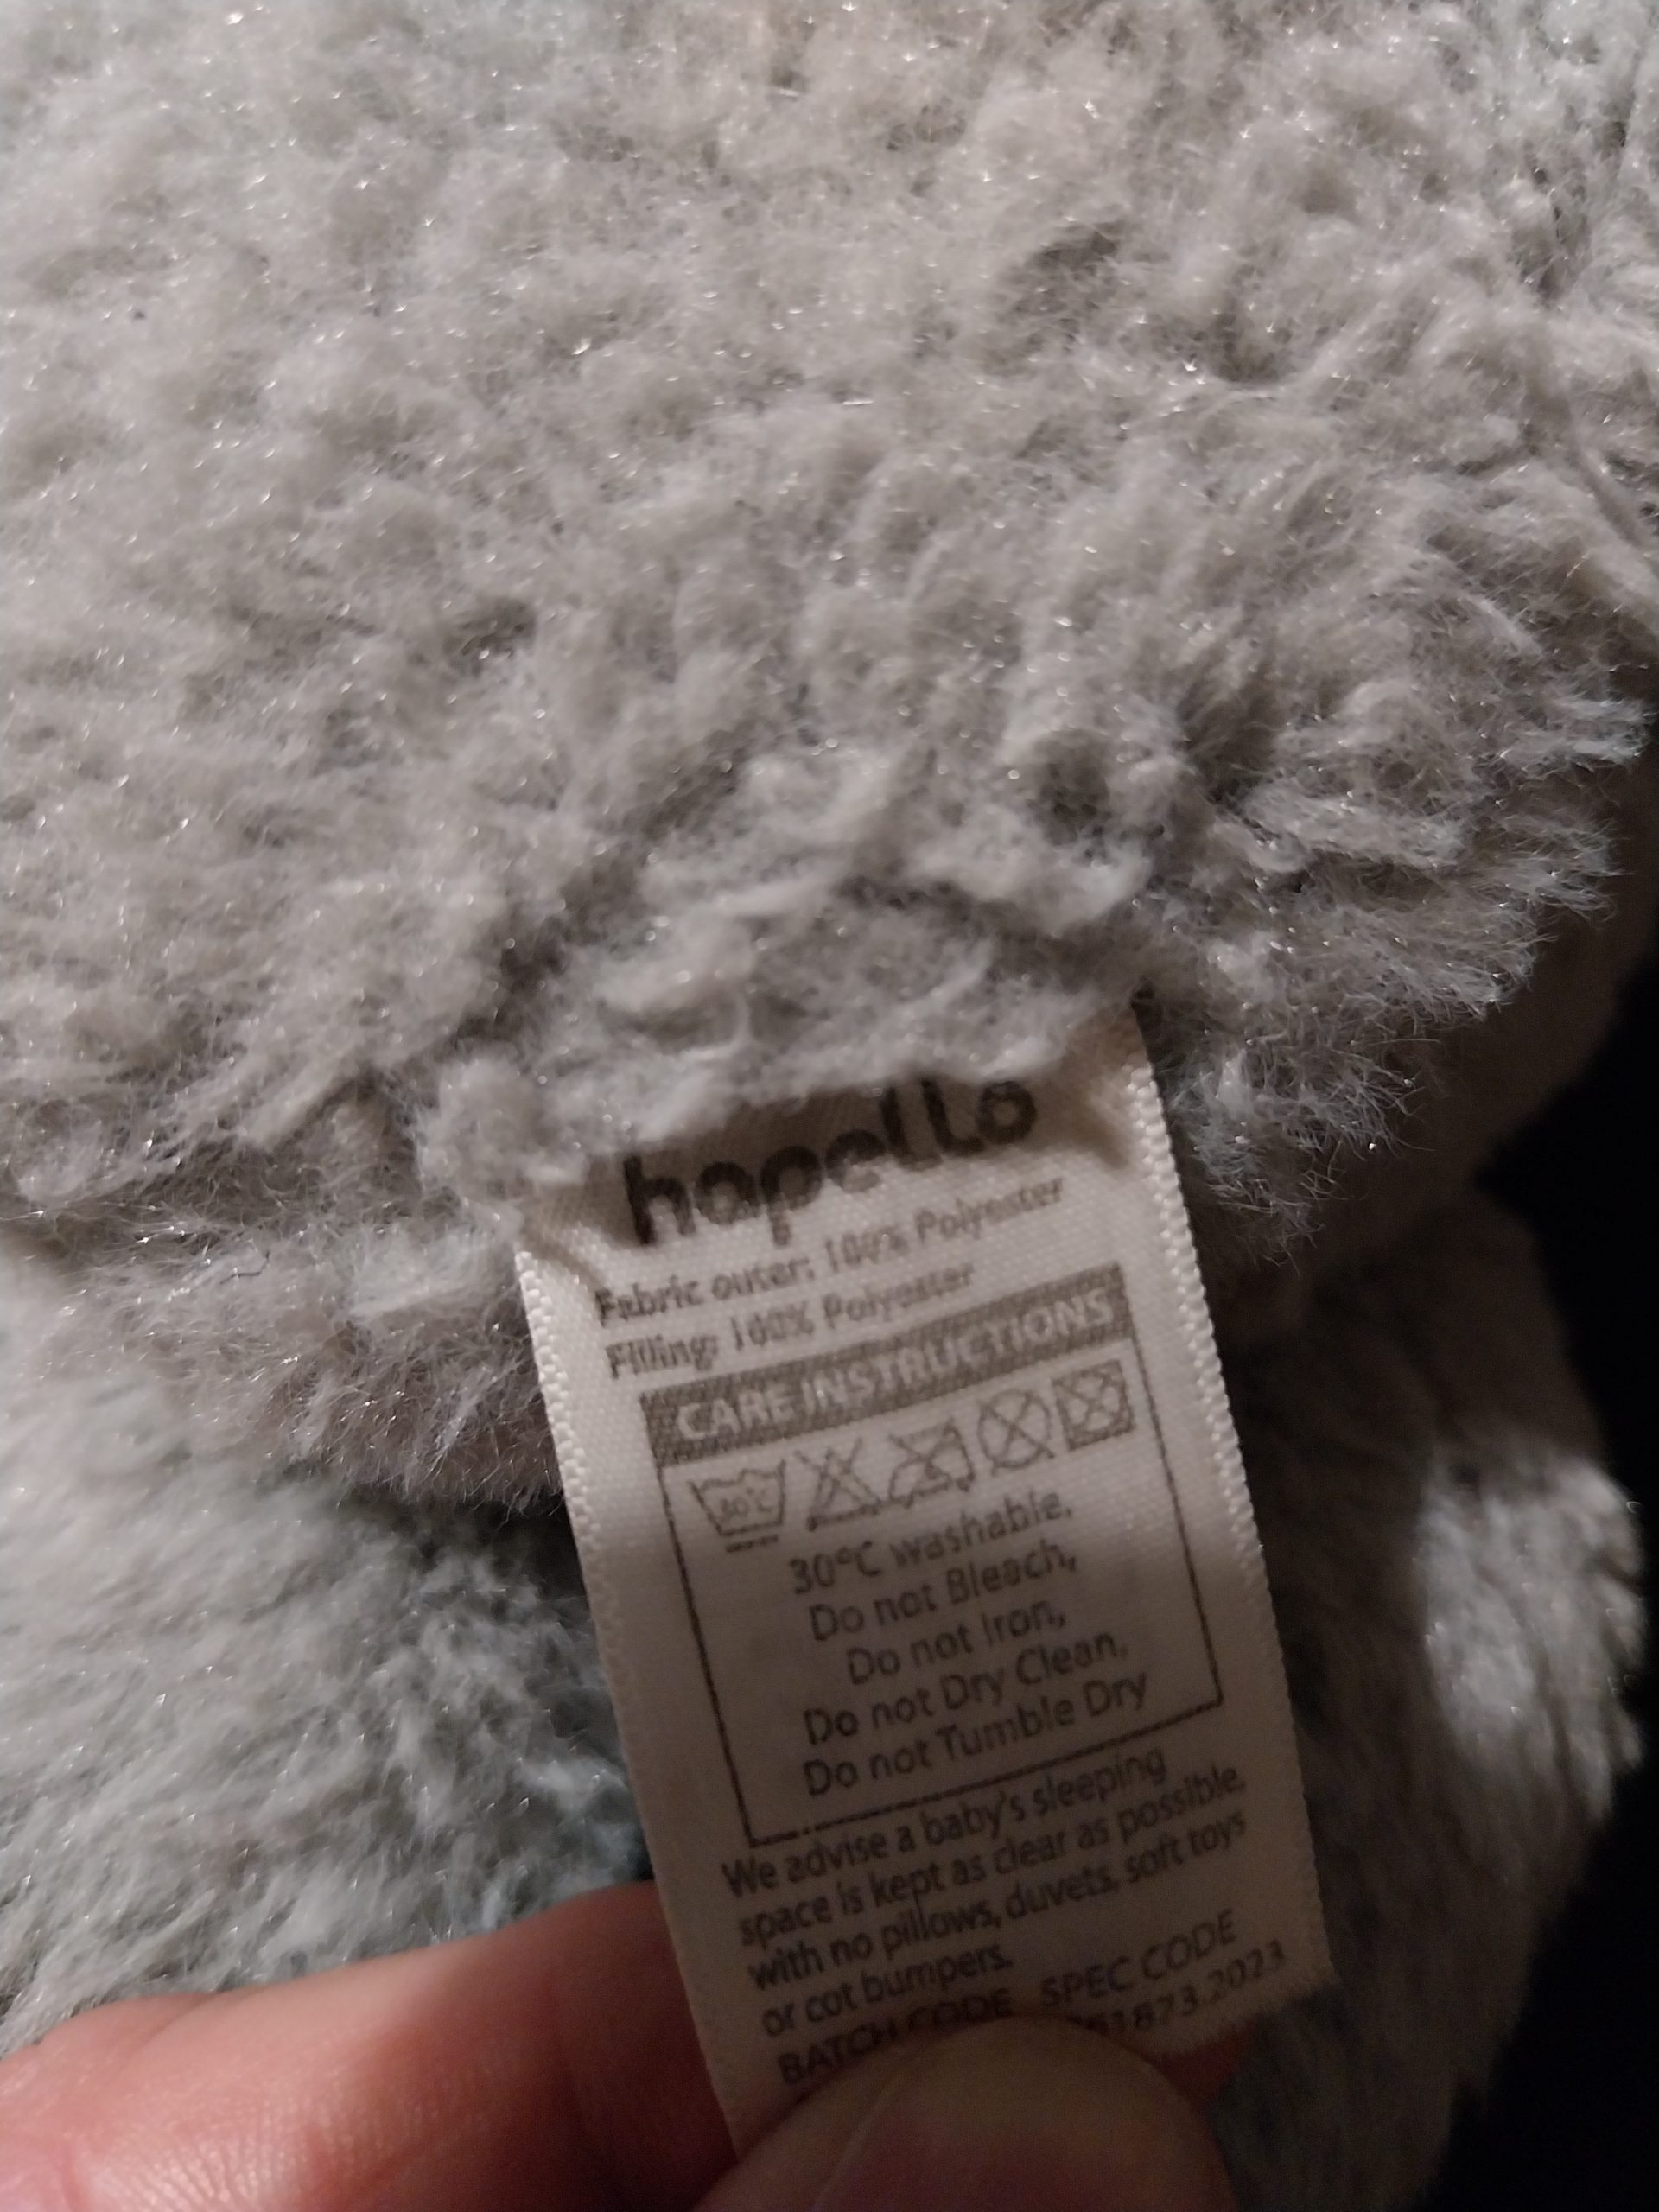 hapello
Fabric outer: 100% Polyester
Filling: 100% Polyester
CARE INSTRUCTIONS
30°C
30°C washable,
Do not Bleach,
Do not Iron,
Do not Dry Clean,
Do not Tumble Dry
We advise a baby's sleeping
space is kept as clear as possible
with no pillows, duvets, soft toys
or cot bumpers.
BATCH CODE SPEC CODE
2023